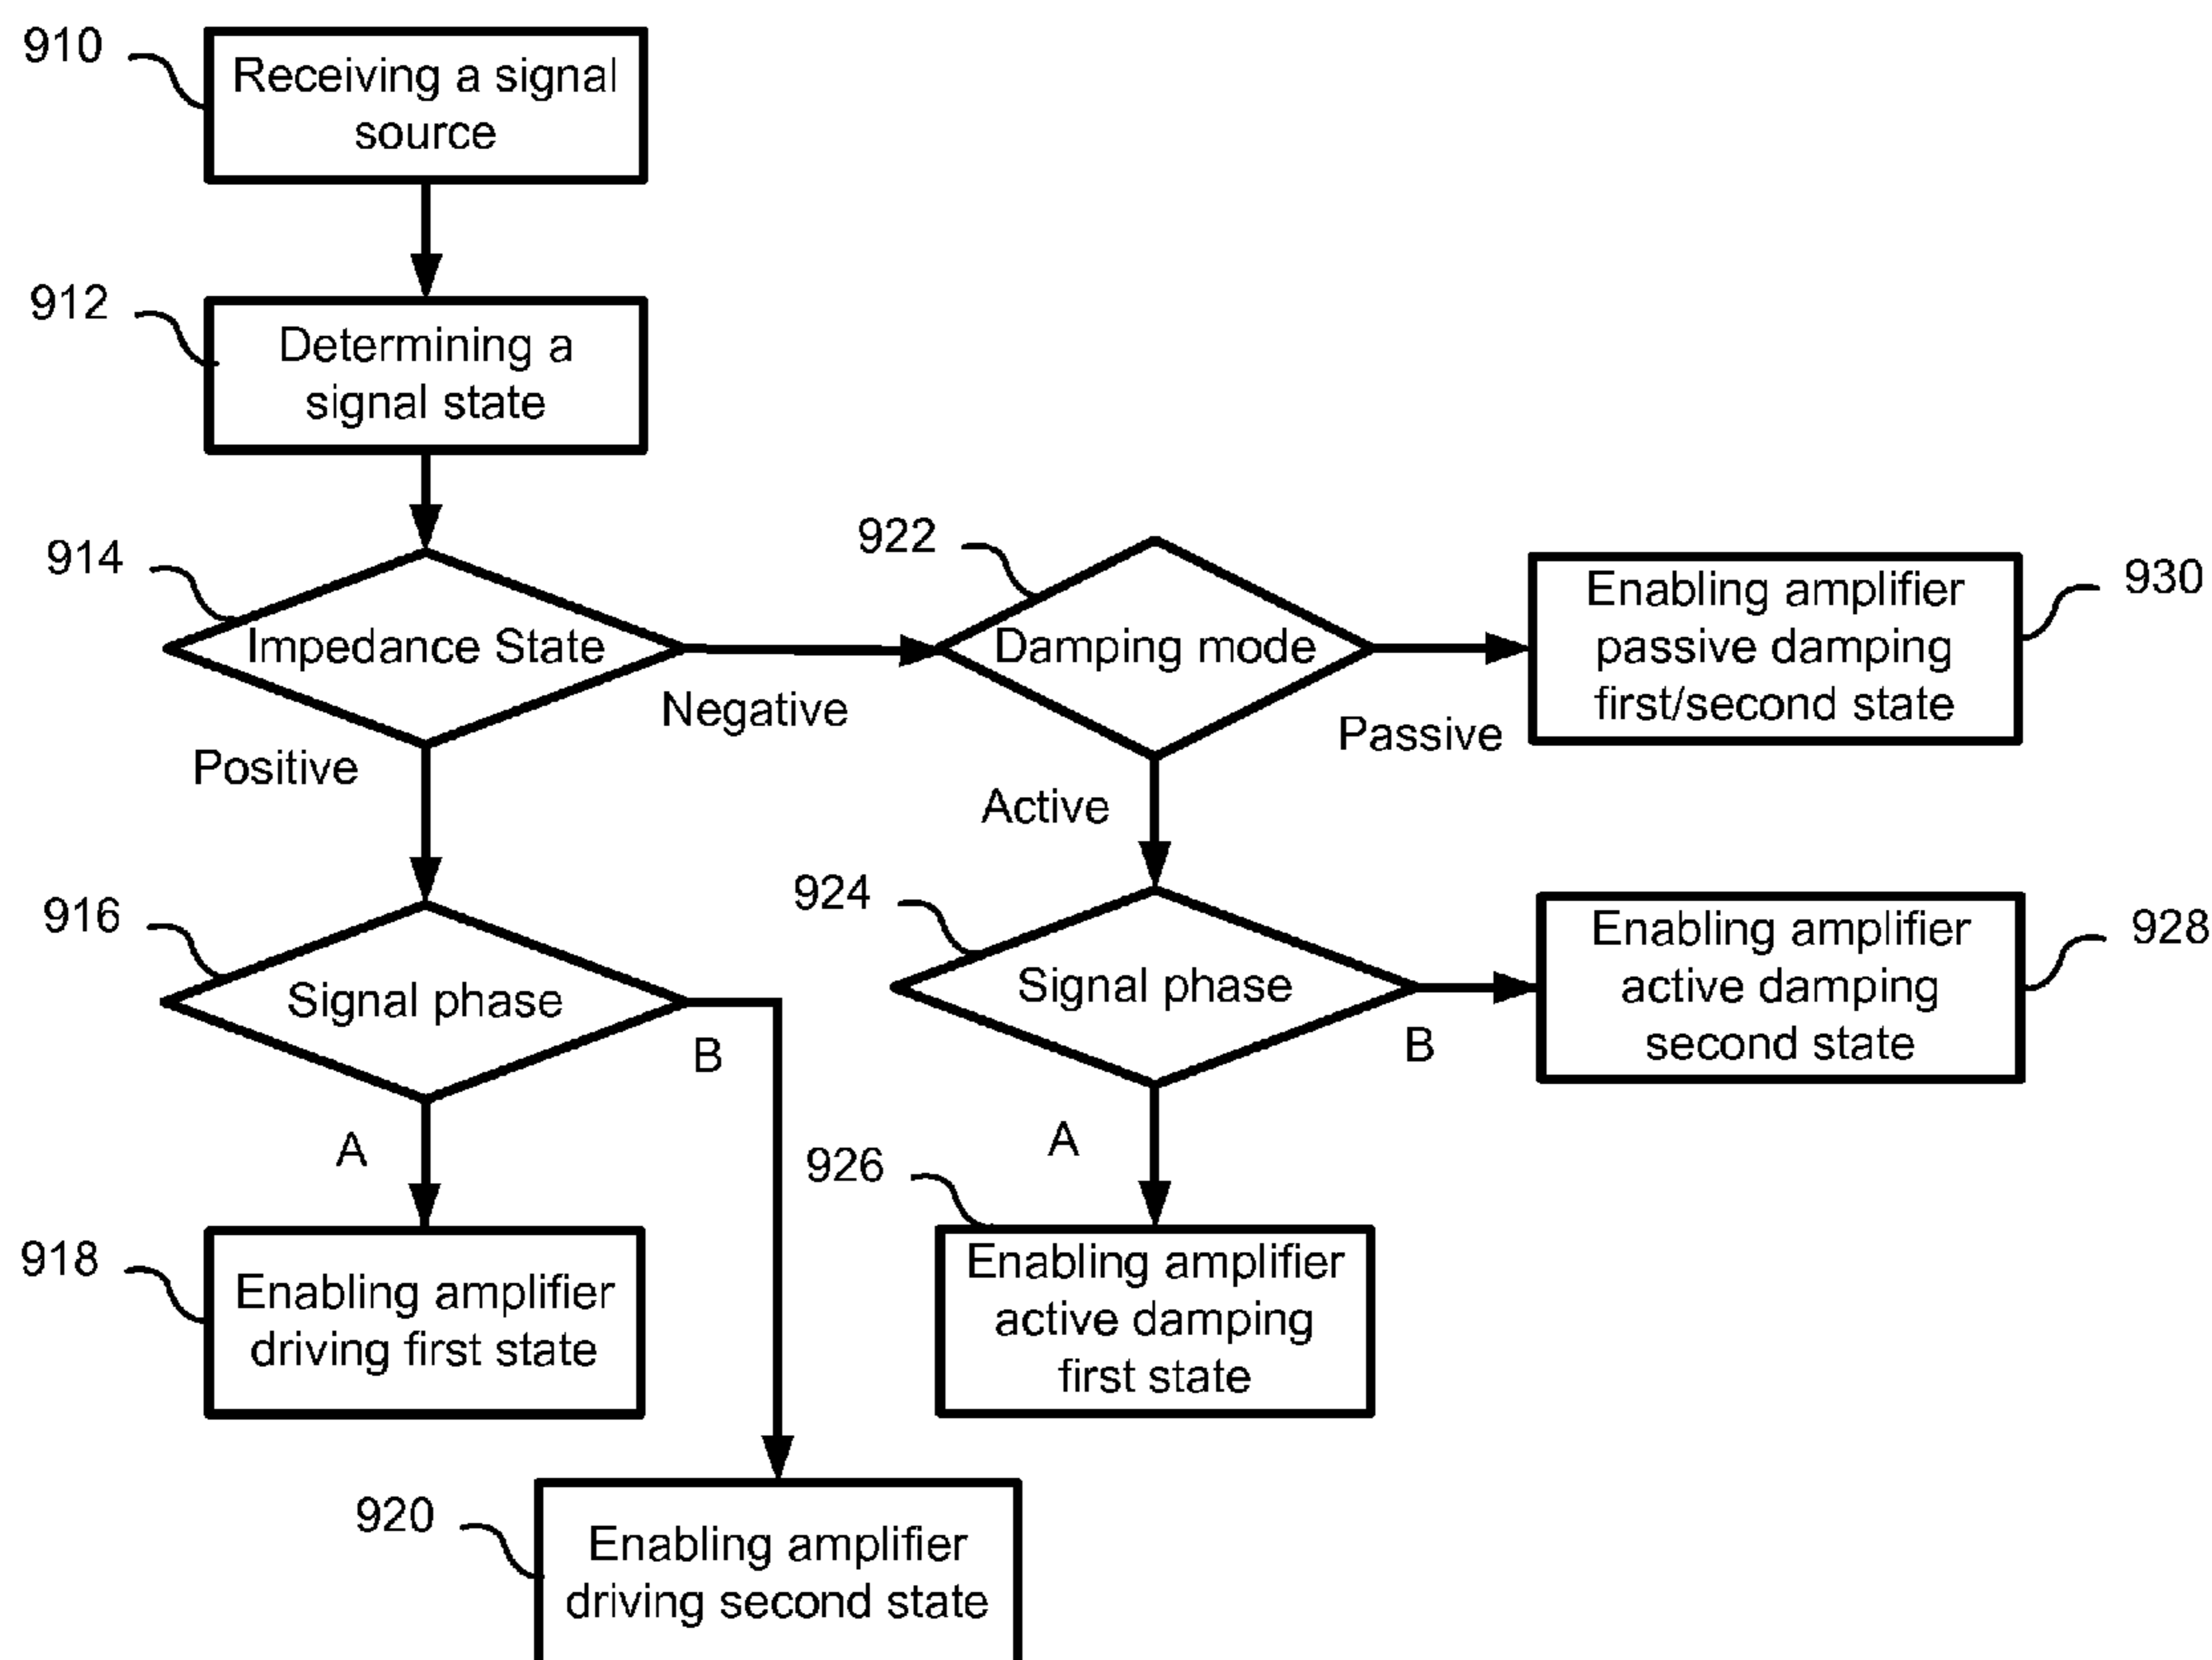 910
Receiving a signal
source
912
Determining a
signal state
914
Impedance State
Negative
Positive
922
Damping mode
Passive
Active
930
Enabling amplifier
passive damping
first/second state
916
Signal phase
B
A
924
Signal phase
B
A
928
Enabling amplifier
active damping
second state
918
Enabling amplifier
driving first state
926
Enabling amplifier
active damping
first state
920
Enabling amplifier
driving second state